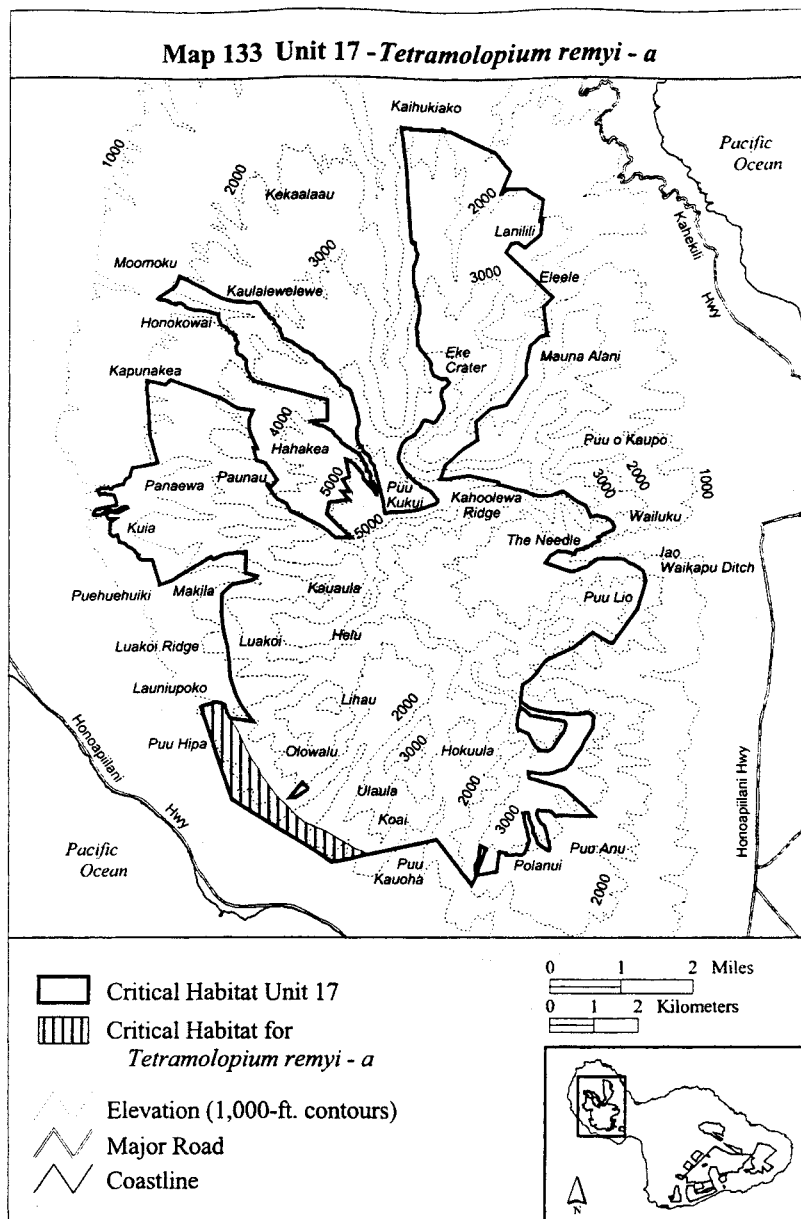 Map 133 Unit 17 - Tetramolopium remyi - a
Kaihukiako
Pacific
Ocean
1000
2000
Kekaalaau
2000
Lanilili
Kahekili
Hwy
3000
3000
Eleele
Moomoku
Kaulalewelewe
Honokowai
Eke
Crater
Mauna Alani
Kapunakea
4000
Hahakea
Puu o Kaupo
3000
2000
1000
Panaewa
Paunau
5000
5000
Puu
Kukui
Kahoolewa
Ridge
Wailuku
Kuia
The Needle
Iao
Waikapu Ditch
Puehuehuiki
Makila
Kauaula
Puu Lio
Luakoi Ridge
Luakoi
Helu
Launiupoko
Lihau
2000
Honoapiilani
Hwy
Puu Hipa
Olowalu
3000
Hokuula
Honoapiilani Hwy
Ulaula
2000
Koai
3000
Pacific
Ocean
Puu
Kauoha
Polanui
Puu Anu
2000
Critical Habitat Unit 17
Critical Habitat for
Tetramolopium remyi - a
Elevation (1,000-ft. contours)
Major Road
Coastline
0 1 2 Miles
0 1 2 Kilometers
N